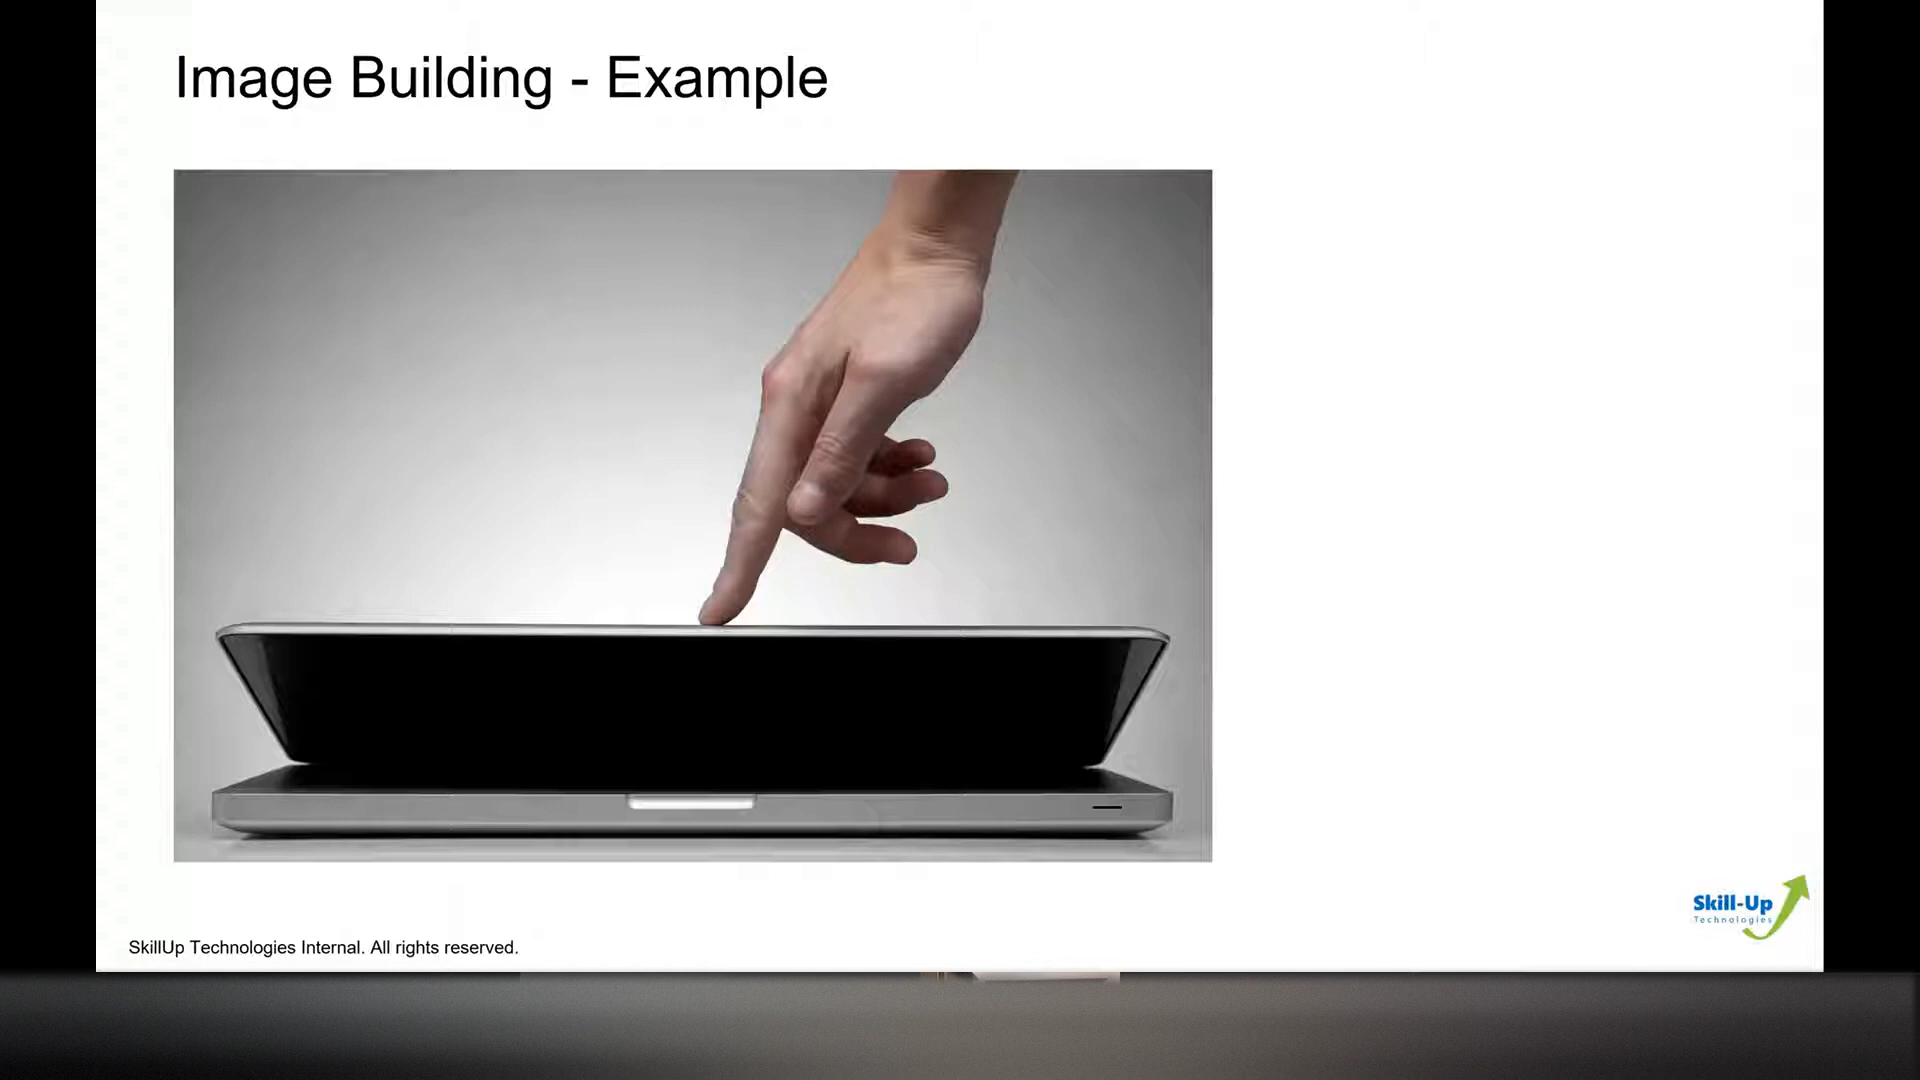 Image Building - Example
Skill-Up
Technologies
SkillUp Technologies Internal. All rights reserved.